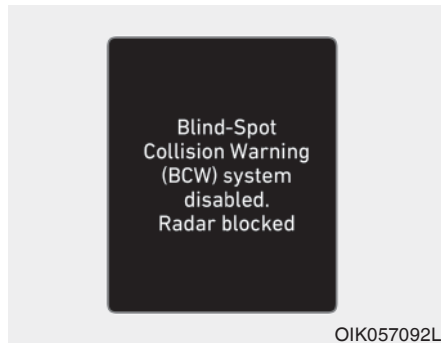 Blind-Spot
Collision Warning
(BCW) system
disabled.
Radar blocked
OIK057092L